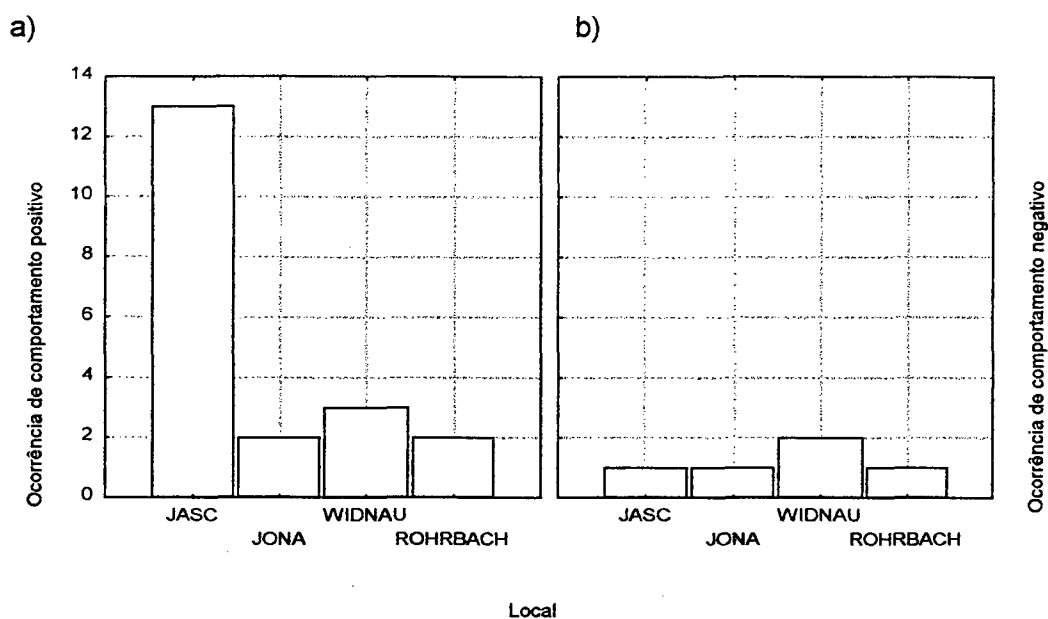 a)
b)
Ocorrência de comportamento positivo
14
12
10
8
6
4
2
0
JASC
WIDNAU
JONA
ROHRBACH
JASC
WIDNAU
JONA
ROHRBACH
Ocorrência de comportamento negativo
Local